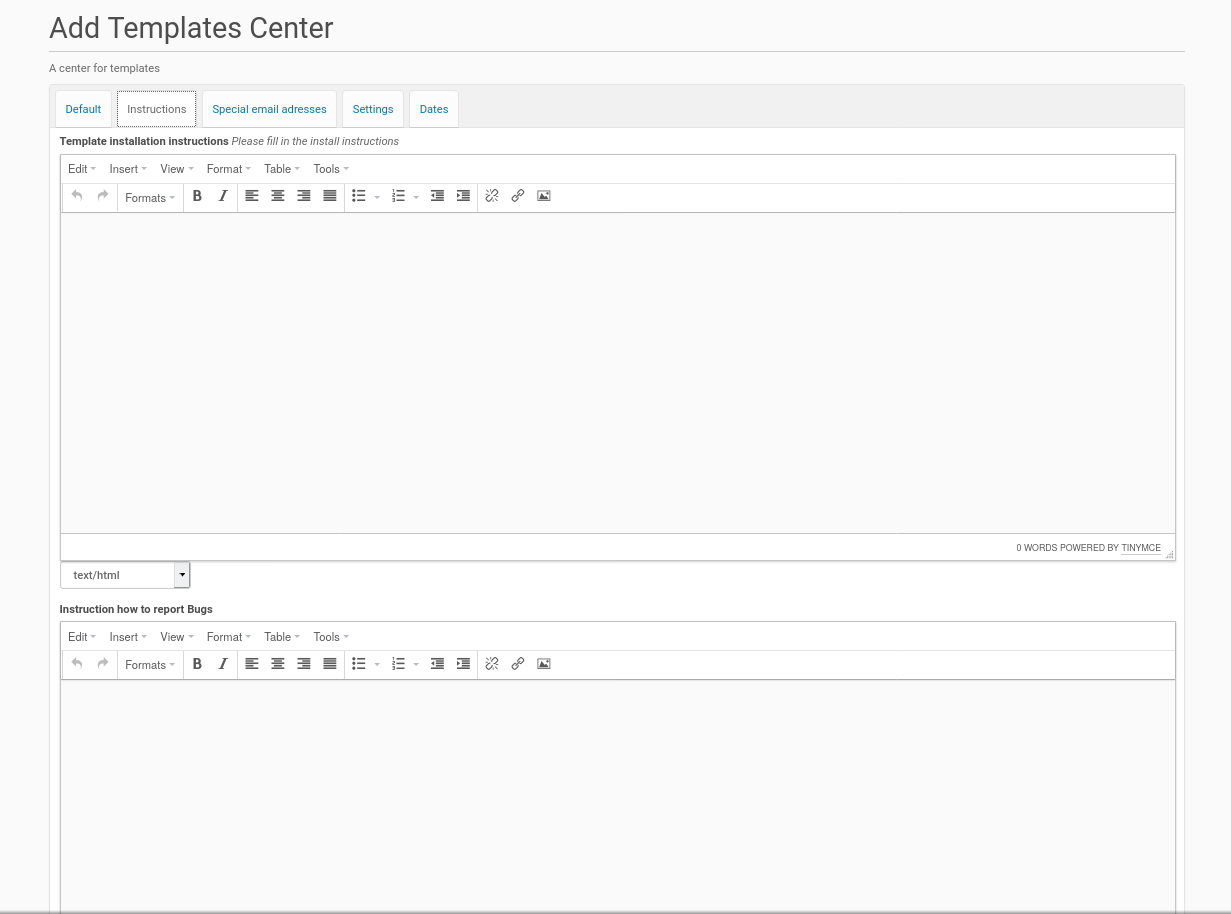 Add Templates Center
A center for templates
Default Instructions Special email adresses Settings Dates
Template installation instructions Please fill in the install instructions
Edit Insert View Format Table Tools
Formats B I
0 WORDS POWERED BY TINYMCE
text/html
Instruction how to report Bugs
Edit Insert View Format Table Tools
Formats B I